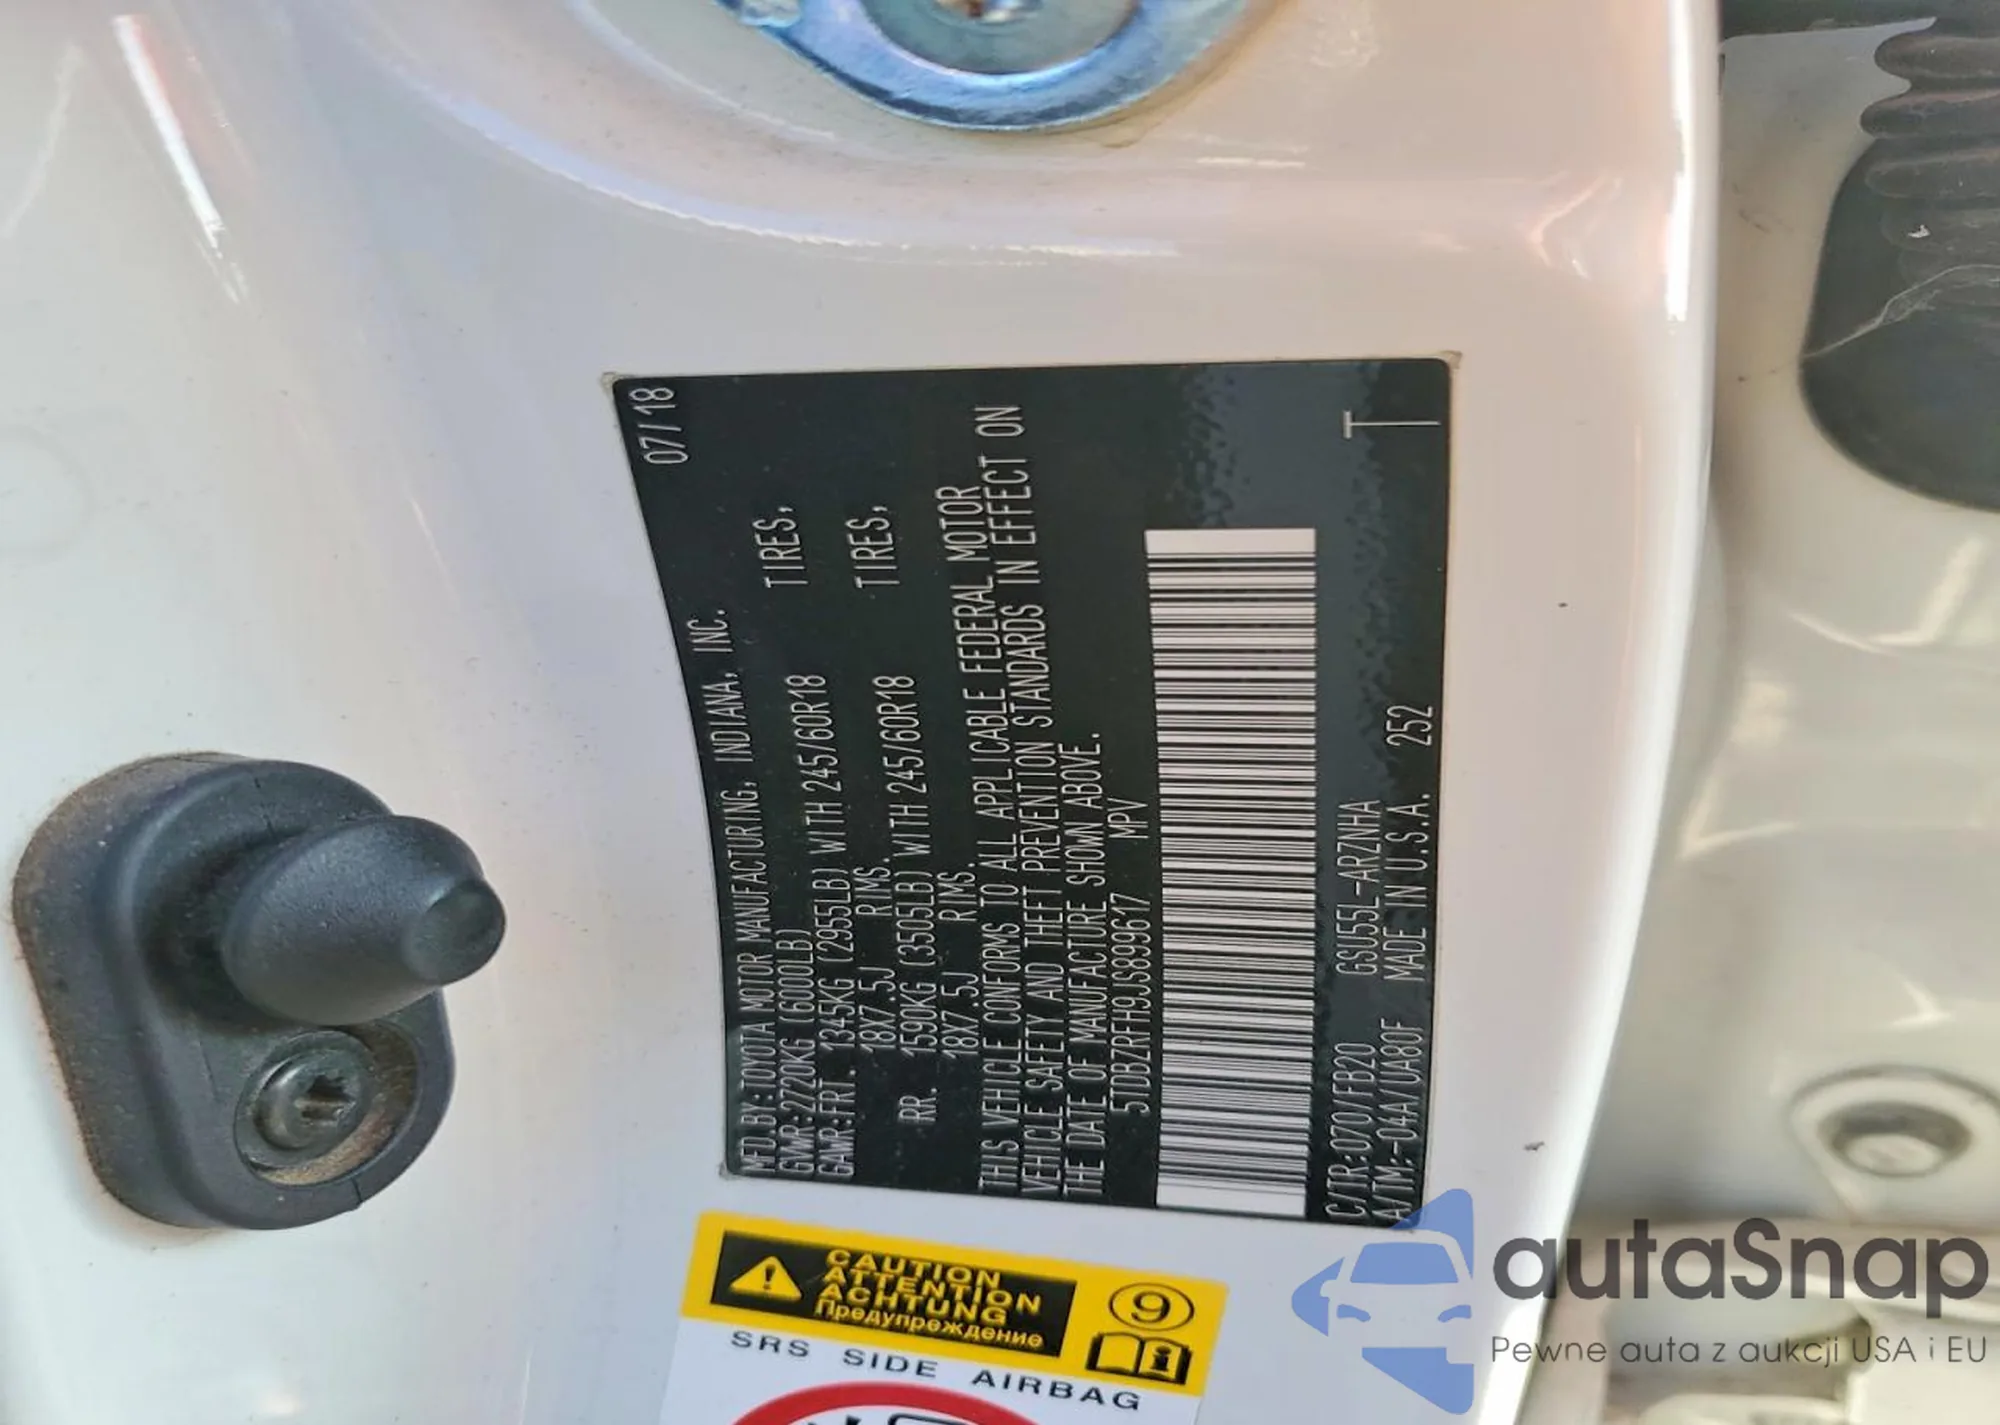 07/18
MFD.BY:TOYOTA MOTOR MANUFACTURING, INDIANA, INC.
GVWR:2720KG (6000LB)
GAWR:FRT. 1345KG (2955LB) WITH 245/60R18 TIRES,
18X7.5J RIMS.
RR. 1590KG (3505LB) WITH 245/60R18 TIRES,
18X7.5J RIMS.
THIS VEHICLE CONFORMS TO ALL APPLICABLE FEDERAL MOTOR
VEHICLE SAFETY AND THEFT PREVENTION STANDARDS IN EFFECT ON
THE DATE OF MANUFACTURE SHOWN ABOVE.
5TDBZRFH9JS899617 MPV
C/TR:070/FB20 GSU55L-ARZNHA T
A/TM:-04A/UA80F MADE IN U.S.A. 252
CAUTION
ATTENTION
ACHTUNG
Предупреждение
9
SRS SIDE AIRBAG
autaSnap
Pewne auta z aukcji USA i EU